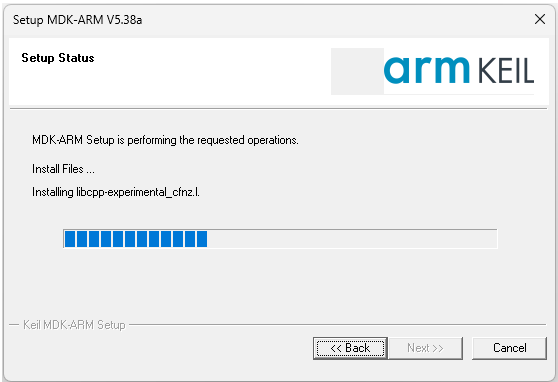 Setup MDK-ARM V5.38a
Setup Status
arm KEIL
MDK-ARM Setup is performing the requested operations.
Install Files ...
Installing libcpp-experimental_cfnz.l.
Keil MDK-ARM Setup
<< Back
Next >>
Cancel